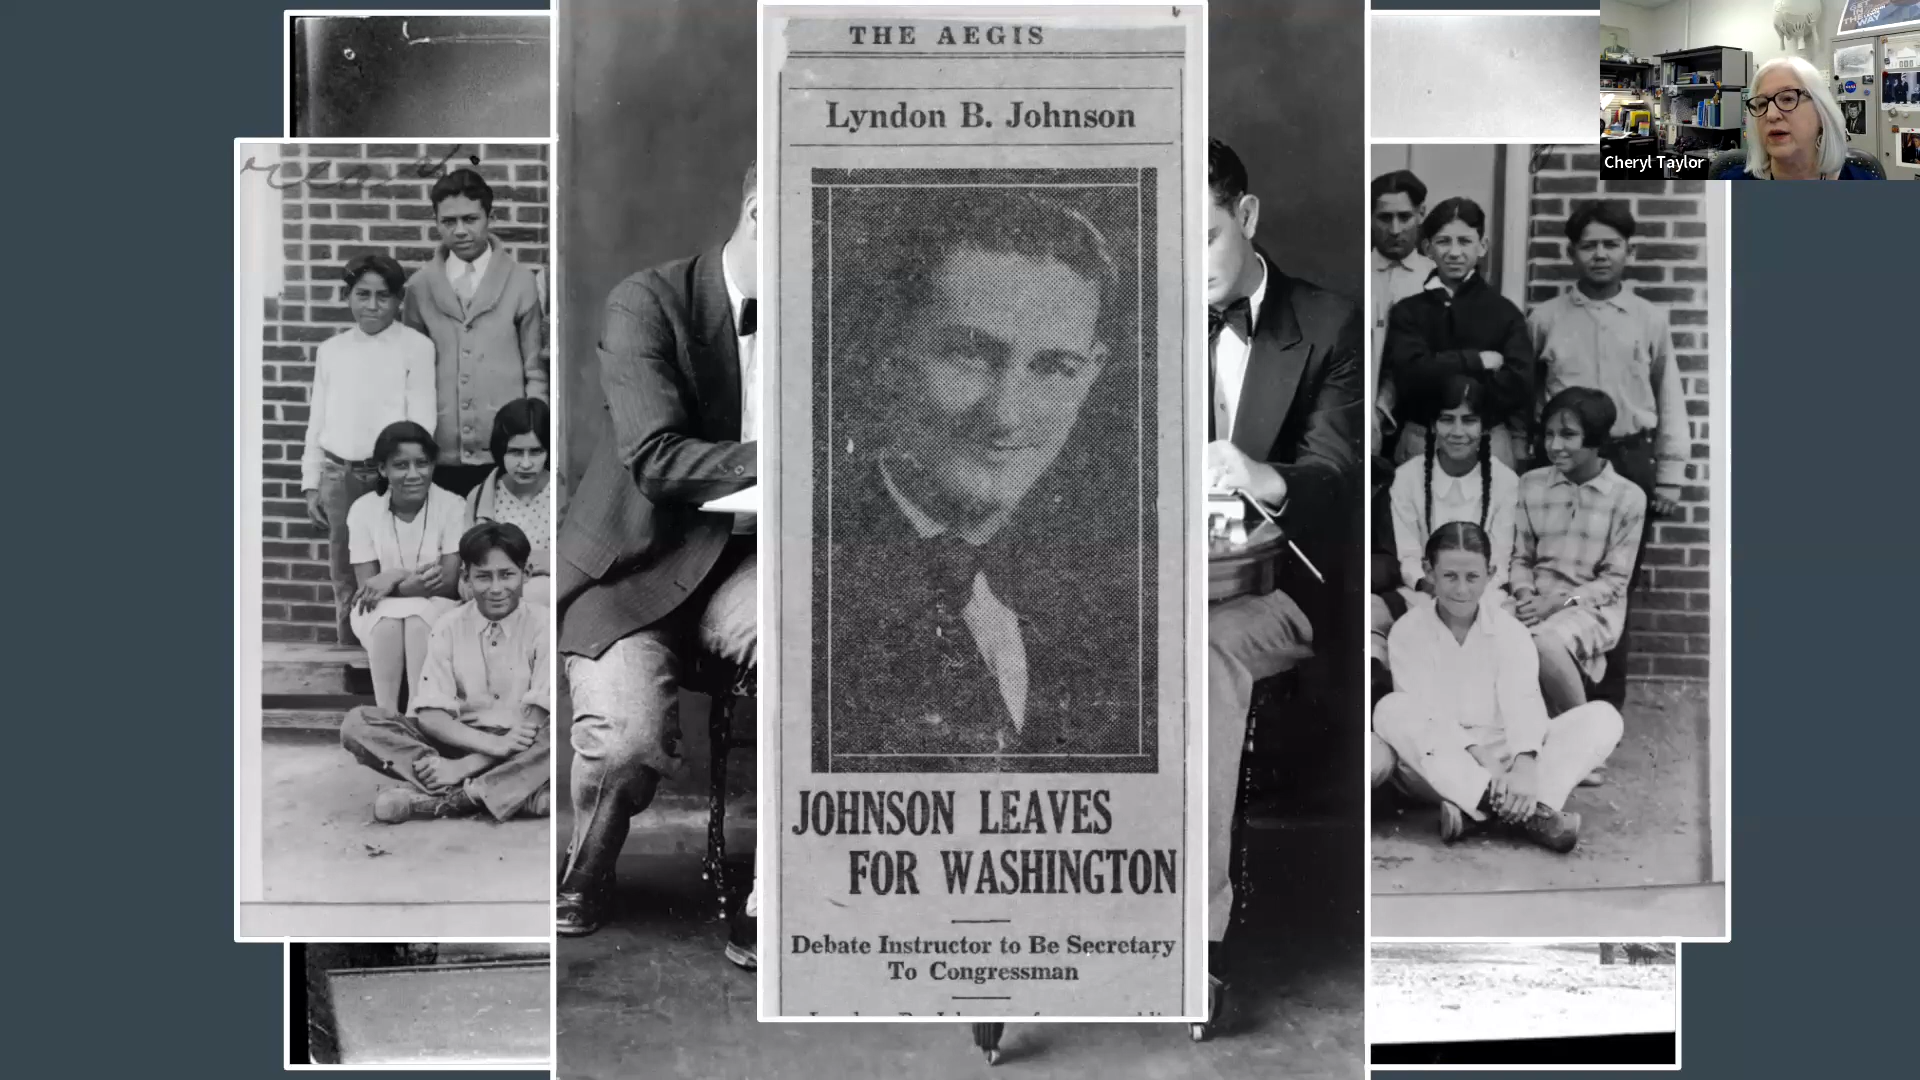 THE AEGIS
Lyndon B. Johnson
JOHNSON LEAVES
FOR WASHINGTON
Debate Instructor to Be Secretary
To Congressman
Cheryl Taylor